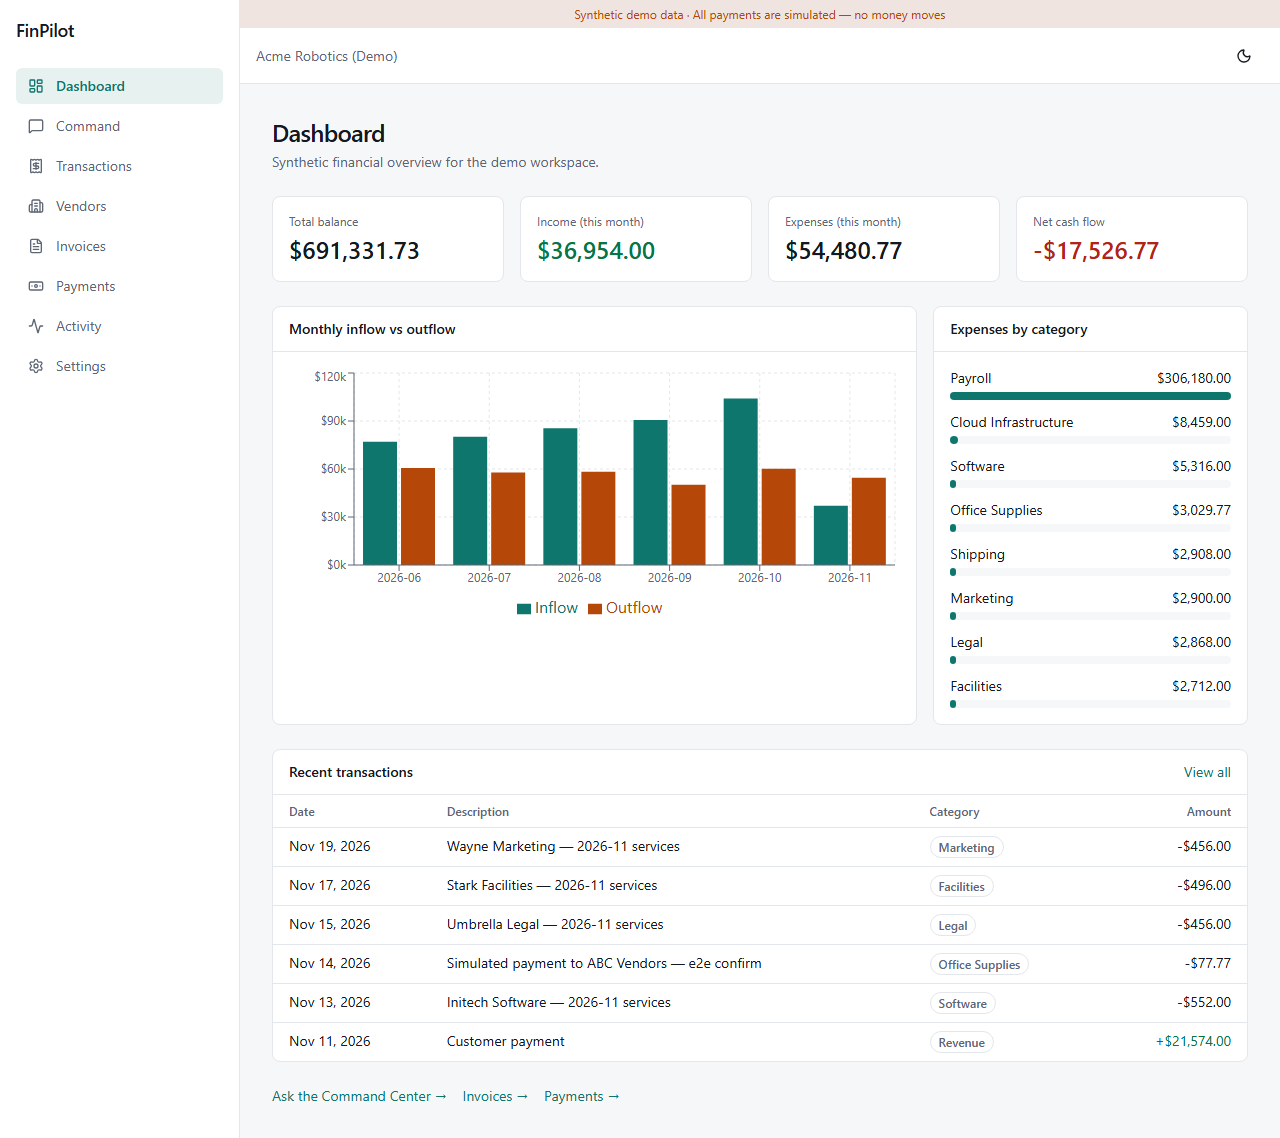 FinPilot
Synthetic demo data · All payments are simulated — no money moves
Acme Robotics (Demo)
Dashboard
Command
Transactions
Vendors
Invoices
Payments
Activity
Settings
Dashboard
Synthetic financial overview for the demo workspace.
Total balance
$691,331.73
Income (this month)
$36,954.00
Expenses (this month)
$54,480.77
Net cash flow
-$17,526.77
Monthly inflow vs outflow
$120k
$90k
$60k
$30k
$0k
2026-06 2026-07 2026-08 2026-09 2026-10 2026-11
Inflow Outflow
Expenses by category
Payroll $306,180.00
Cloud Infrastructure $8,459.00
Software $5,316.00
Office Supplies $3,029.77
Shipping $2,908.00
Marketing $2,900.00
Legal $2,868.00
Facilities $2,712.00
Recent transactions View all
Date Description Category Amount
Nov 19, 2026 Wayne Marketing — 2026-11 services Marketing -$456.00
Nov 17, 2026 Stark Facilities — 2026-11 services Facilities -$496.00
Nov 15, 2026 Umbrella Legal — 2026-11 services Legal -$456.00
Nov 14, 2026 Simulated payment to ABC Vendors — e2e confirm Office Supplies -$77.77
Nov 13, 2026 Initech Software — 2026-11 services Software -$552.00
Nov 11, 2026 Customer payment Revenue +$21,574.00
Ask the Command Center → Invoices → Payments →